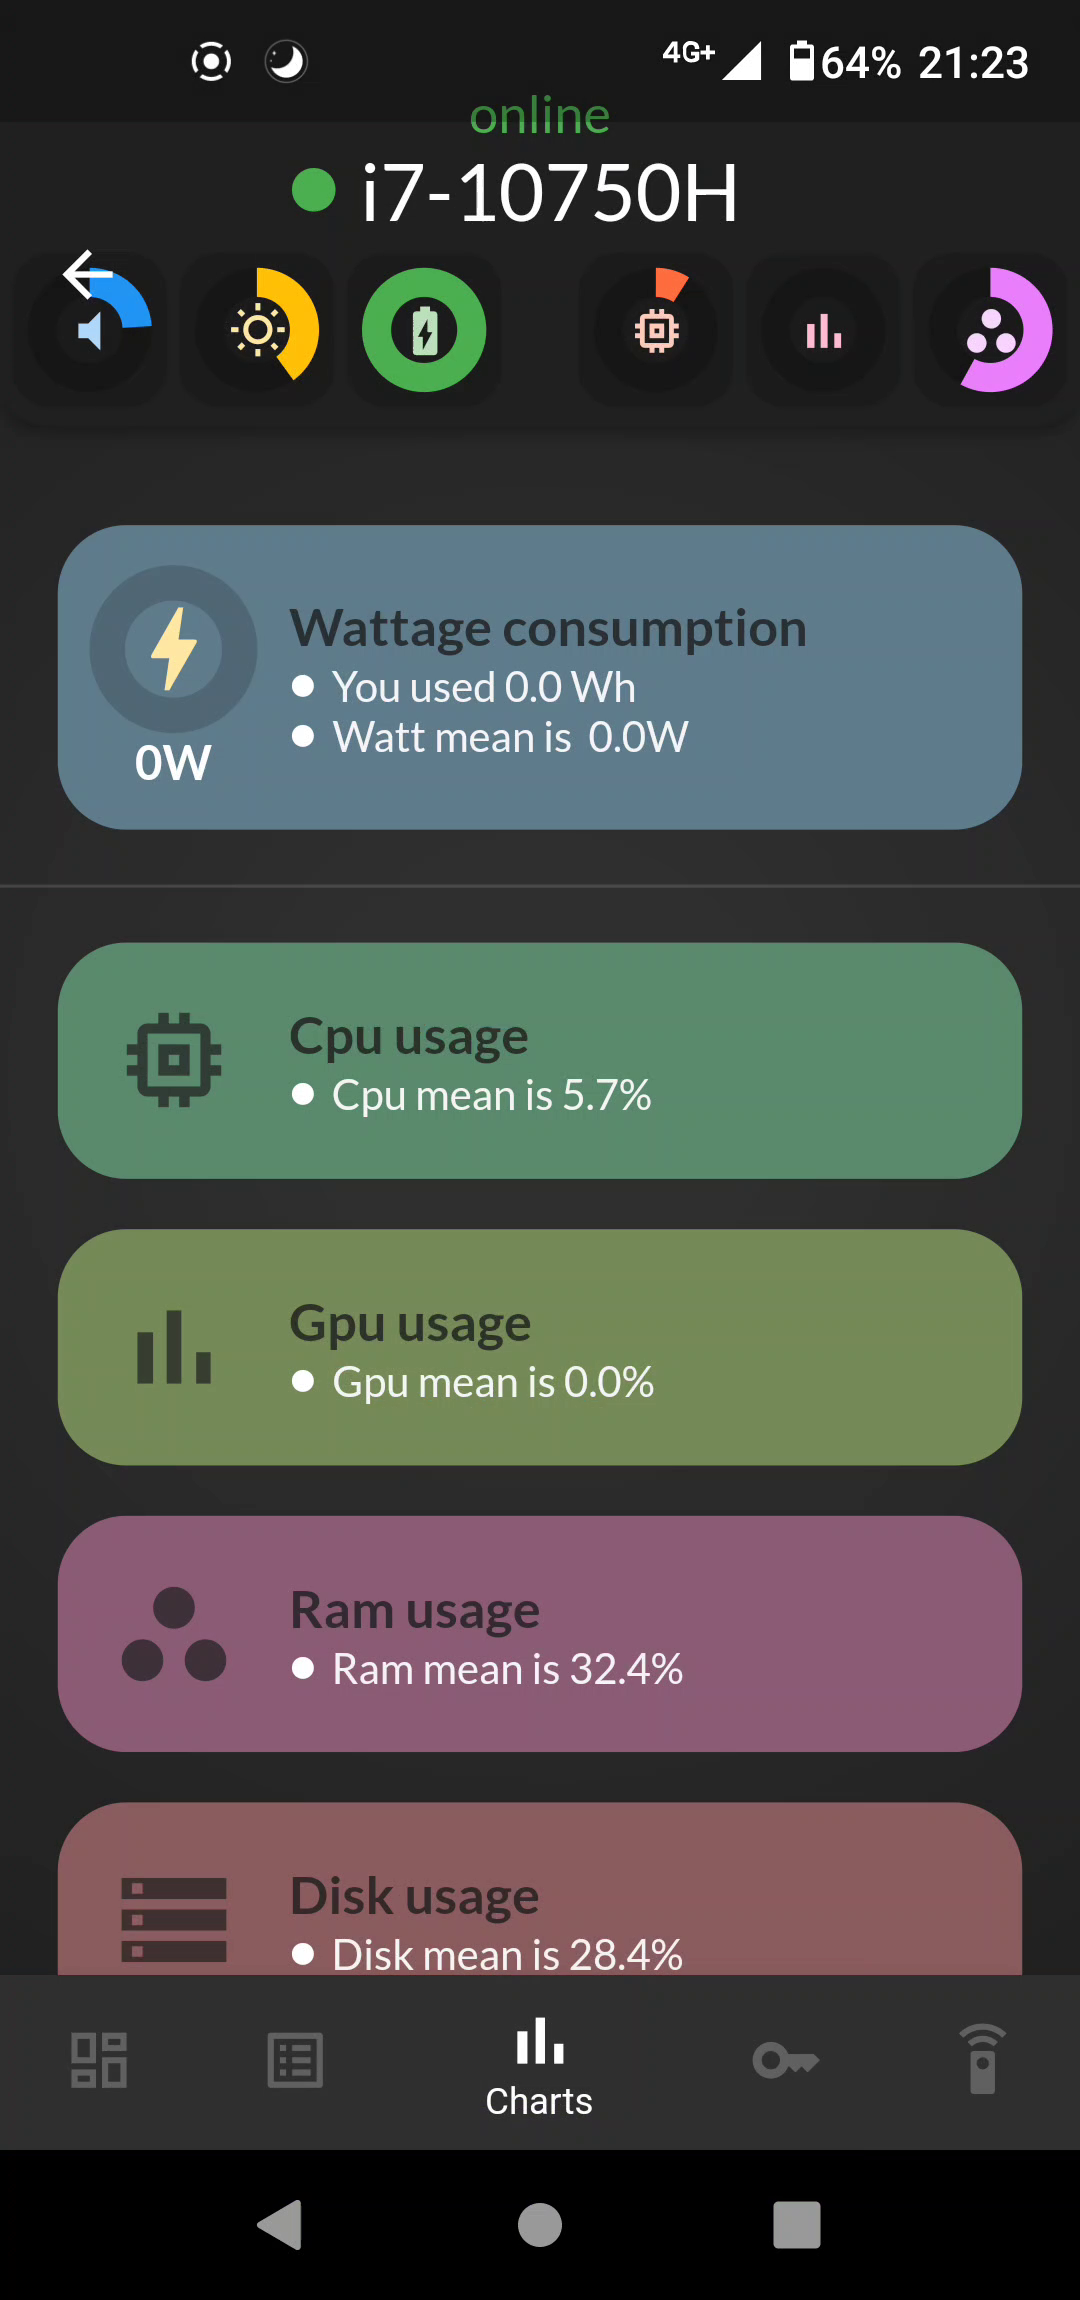 4G+ 64% 21:23
online
i7-10750H
Wattage consumption
You used 0.0 Wh
Watt mean is 0.0W
0W
Cpu usage
Cpu mean is 5.7%
Gpu usage
Gpu mean is 0.0%
Ram usage
Ram mean is 32.4%
Disk usage
Disk mean is 28.4%
Charts